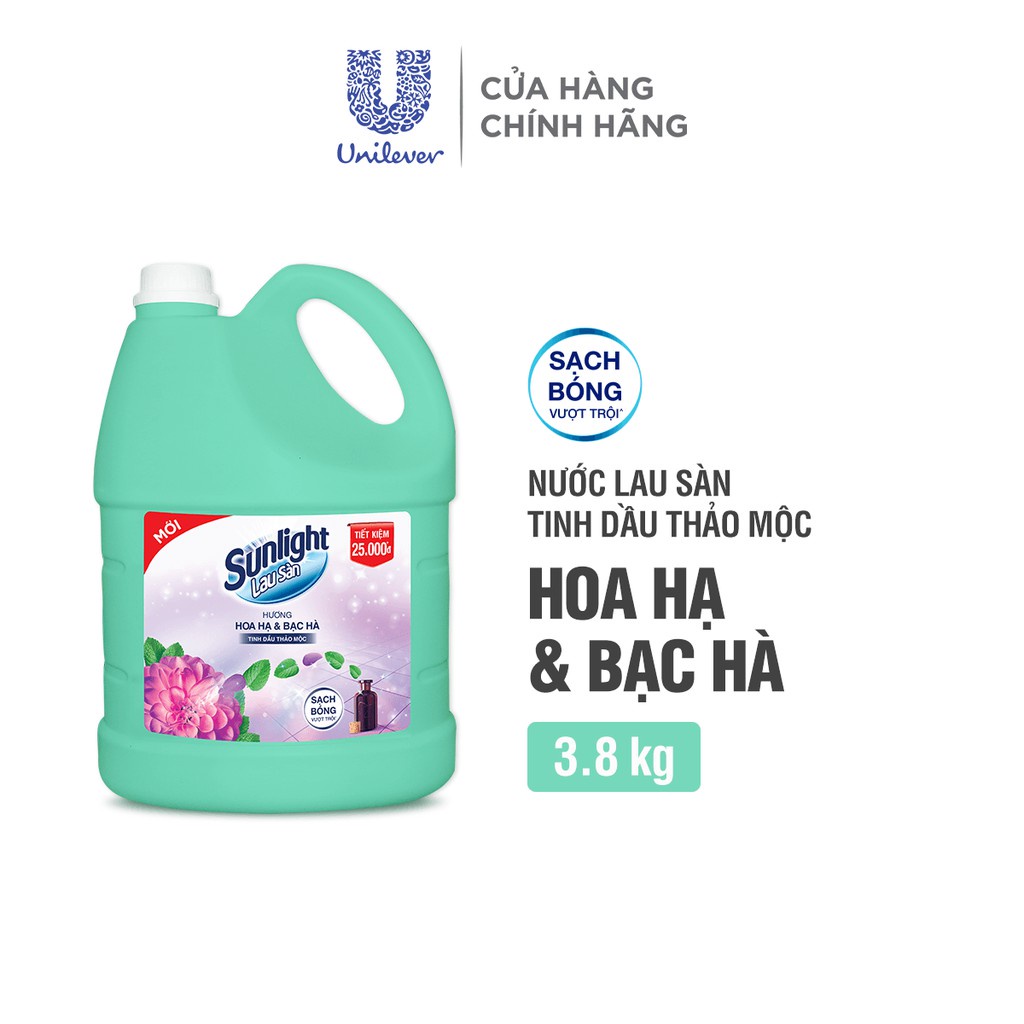 Unilever
CỬA HÀNG
CHÍNH HÃNG
SẠCH
BÓNG
VƯỢT TRỘI^
NƯỚC LAU SÀN
TINH DẦU THẢO MỘC
HOA HẠ
& BẠC HÀ
3.8 kg
MỚI
Sunlight
Lau Sàn
TIẾT KIỆM
25.000đ
HƯƠNG
HOA HẠ & BẠC HÀ
TINH DẦU THẢO MỘC
SẠCH
BÓNG
VƯỢT TRỘI^